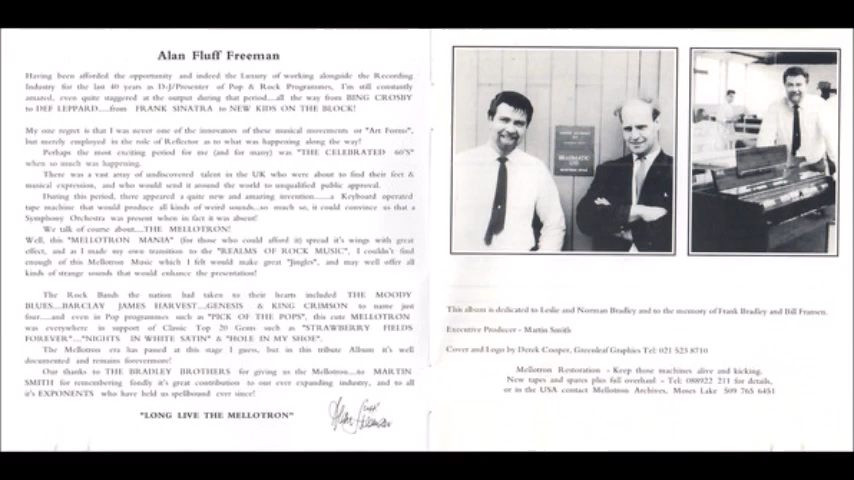 Alan Fluff Freeman
Having been afforded the opportunity and indeed the Luxury of working alongside the Recording
Industry for the last 40 years as D-J/Presenter of Pop & Rock Programmes, I'm still constantly
amazed, even quite staggered at the output during that period....all the way from BING CROSBY
to DEF LEPPARD.....from FRANK SINATRA to NEW KIDS ON THE BLOCK!
My one regret is that I was never one of the innovators of these musical movements or "Art Forms",
but merely employed in the role of Reflector as to what was happening along the way!
Perhaps the most exciting period for me (and for many) was "THE CELEBRATED 60'S"
when so much was happening.
There was a vast array of undiscovered talent in the UK who were about to find their feet &
musical expression, and who would send it around the world to unqualified public approval.
During this period, there appeared a quite new and amazing invention........a Keyboard operated
tape machine that would produce all kinds of weird sounds...so much so, it could convince us that a
Symphony Orchestra was present when in fact it was about!
We talk of course about....THE MELLOTRON!
Well, this "MELLOTRON MANIA" (for those who could afford it) spread it's wings with great
effect, and as I made my own transition to the "REALMS OF ROCK MUSIC", I couldn't find
enough of this Mellotron Music which I felt would make great "Jingles", and may well offer all
kinds of strange sounds that would enhance the presentation!
The Rock Bands the nation had taken to their hearts included THE MOODY
BLUES....BARCLAY JAMES HARVEST....GENESIS & KING CRIMSON to name just
four.......and even in Pop programmes such as "PICK OF THE POPS", this cute MELLOTRON
was everywhere in support of Classic Top 20 Gems such as "STRAWBERRY FIELDS
FOREVER"...."NIGHTS IN WHITE SATIN" & "HOLE IN MY SHOE".
The Mellotron era has passed at this stage I guess, but in this tribute Album it's well
documented and remains forevermore!
Our thanks to THE BRADLEY BROTHERS for giving us the Mellotron....to MARTIN
SMITH for remembering fondly it's great contribution to our ever expanding industry, and to all
it's EXPONENTS who have held us spellbound ever since!
"LONG LIVE THE MELLOTRON"
BRADMATIC
LTD
This album is dedicated to Leslie and Norman Bradley and to the memory of Frank Bradley and Bill Fransen.
Executive Producer - Martin Smith
Cover and Logo by Derek Cooper, Greenleaf Graphics Tel: 021 523 8710
Mellotron Restoration - Keep those machines alive and kicking.
New tapes and spares plus full overhaul - Tel: 088922 211 for details,
or in the USA contact Mellotron Archives, Moses Lake 509 765 6451